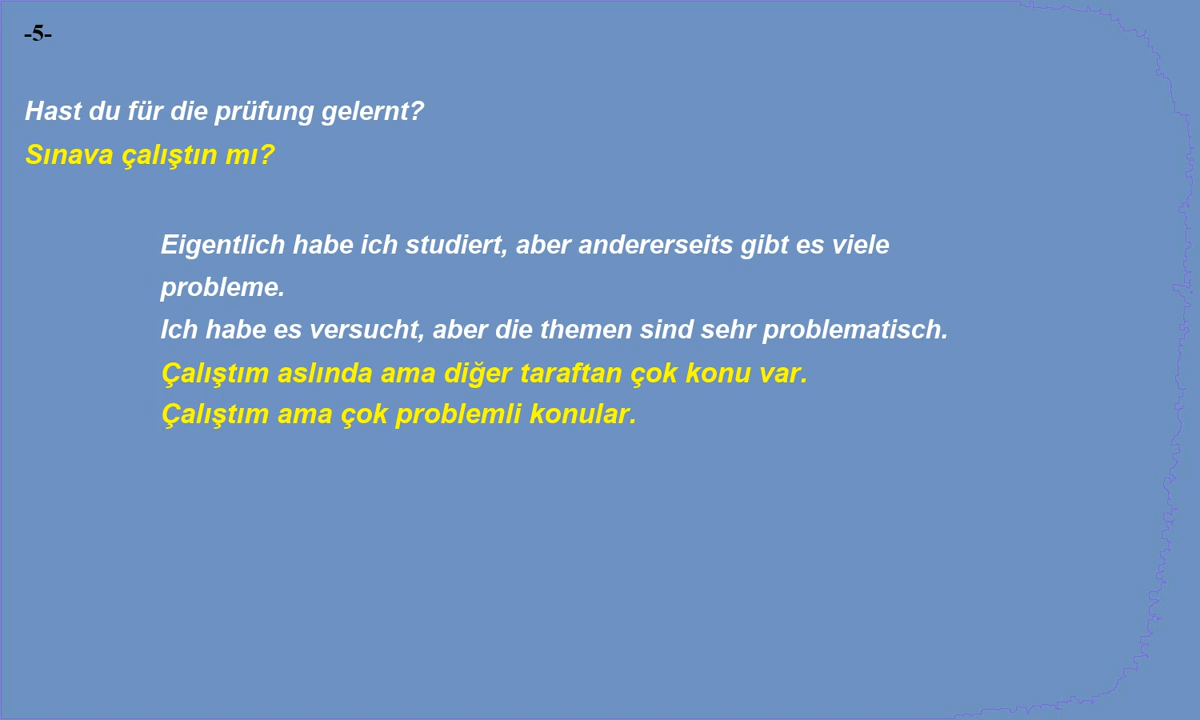 -5-
Hast du für die prüfung gelernt?
Sınava çalıştın mı?
Eigentlich habe ich studiert, aber andererseits gibt es viele
probleme.
Ich habe es versucht, aber die themen sind sehr problematisch.
Çalıştım aslında ama diğer taraftan çok konu var.
Çalıştım ama çok problemli konular.